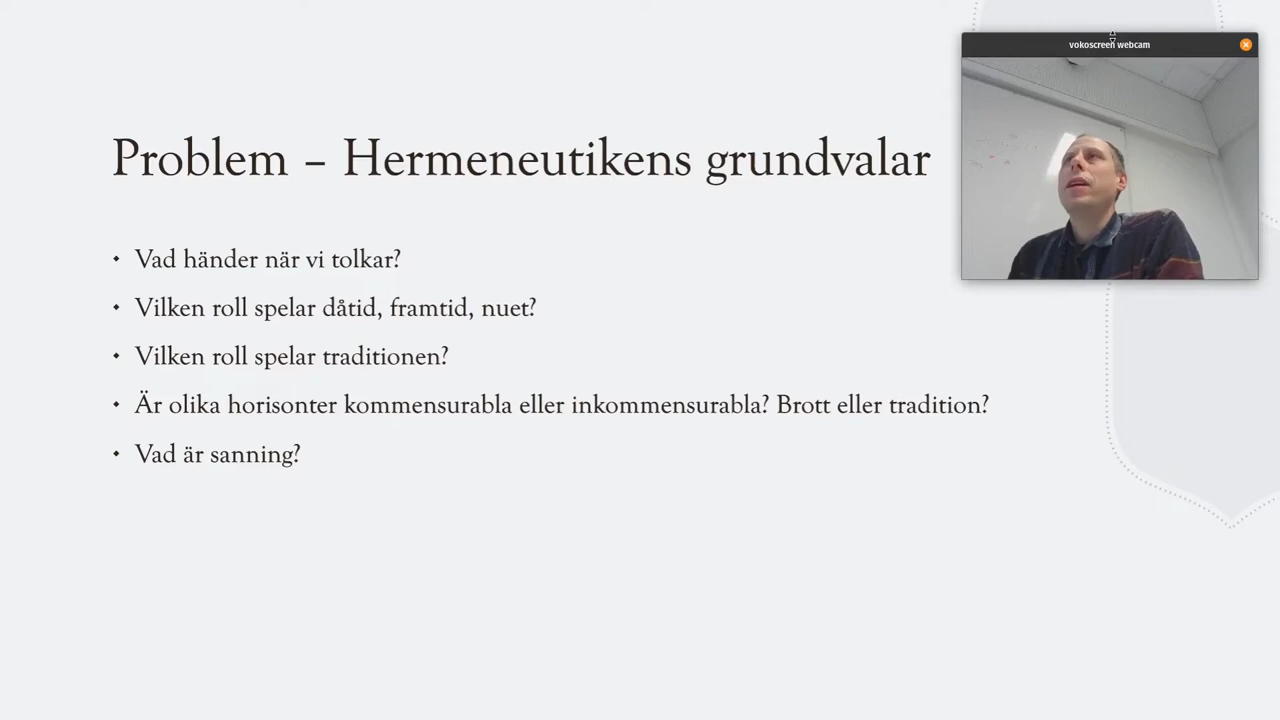 vokoscreen webcam
Problem – Hermeneutikens grundvalar
Vad händer när vi tolkar?
Vilken roll spelar dåtid, framtid, nuet?
Vilken roll spelar traditionen?
Är olika horisonter kommensurabla eller inkommensurabla? Brott eller tradition?
Vad är sanning?